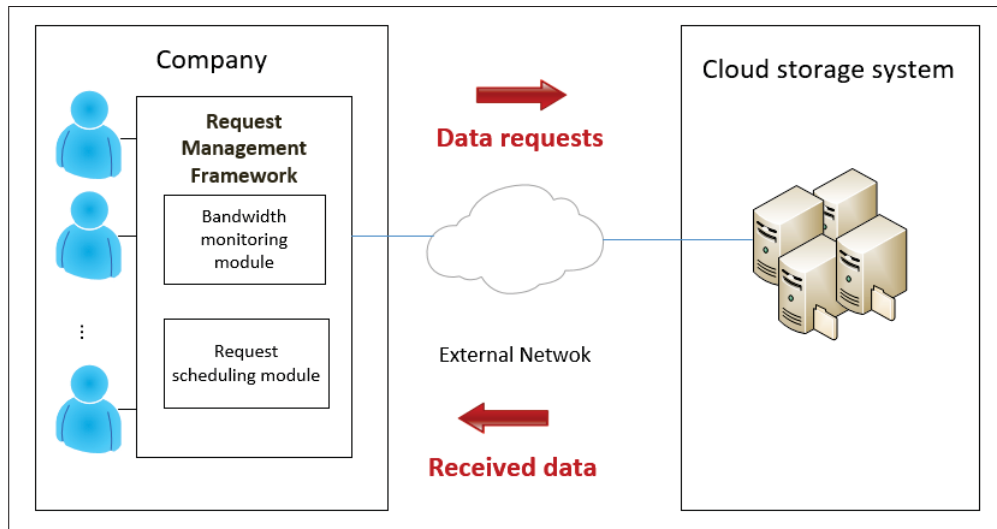 Company
Request
Management
Framework
Bandwidth
monitoring
module
...
Request
scheduling module
Data requests
External Netwok
Received data
Cloud storage system